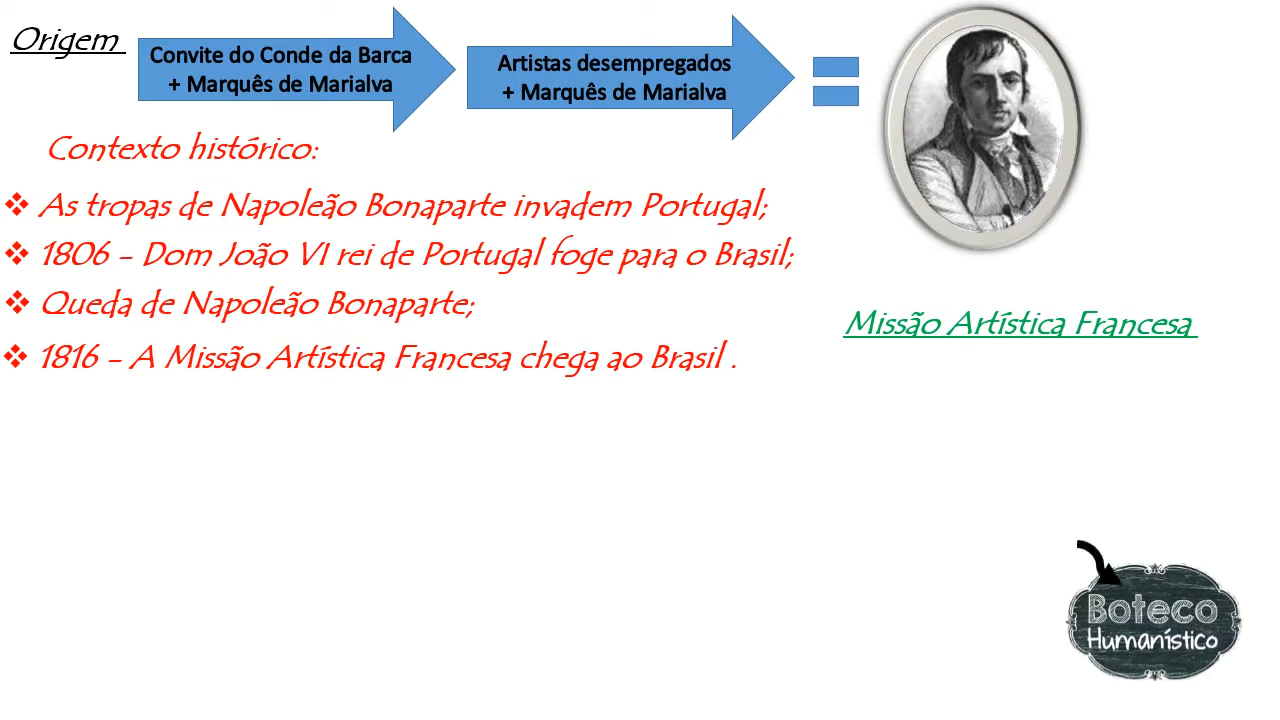 Origem
Convite do Conde da Barca
+ Marquês de Marialva
Artistas desempregados
+ Marquês de Marialva
Contexto histórico:
As tropas de Napoleão Bonaparte invadem Portugal;
1806 - Dom João VI rei de Portugal foge para o Brasil;
Queda de Napoleão Bonaparte;
1816 - A Missão Artística Francesa chega ao Brasil .
Missão Artística Francesa
Boteco
Humanístico